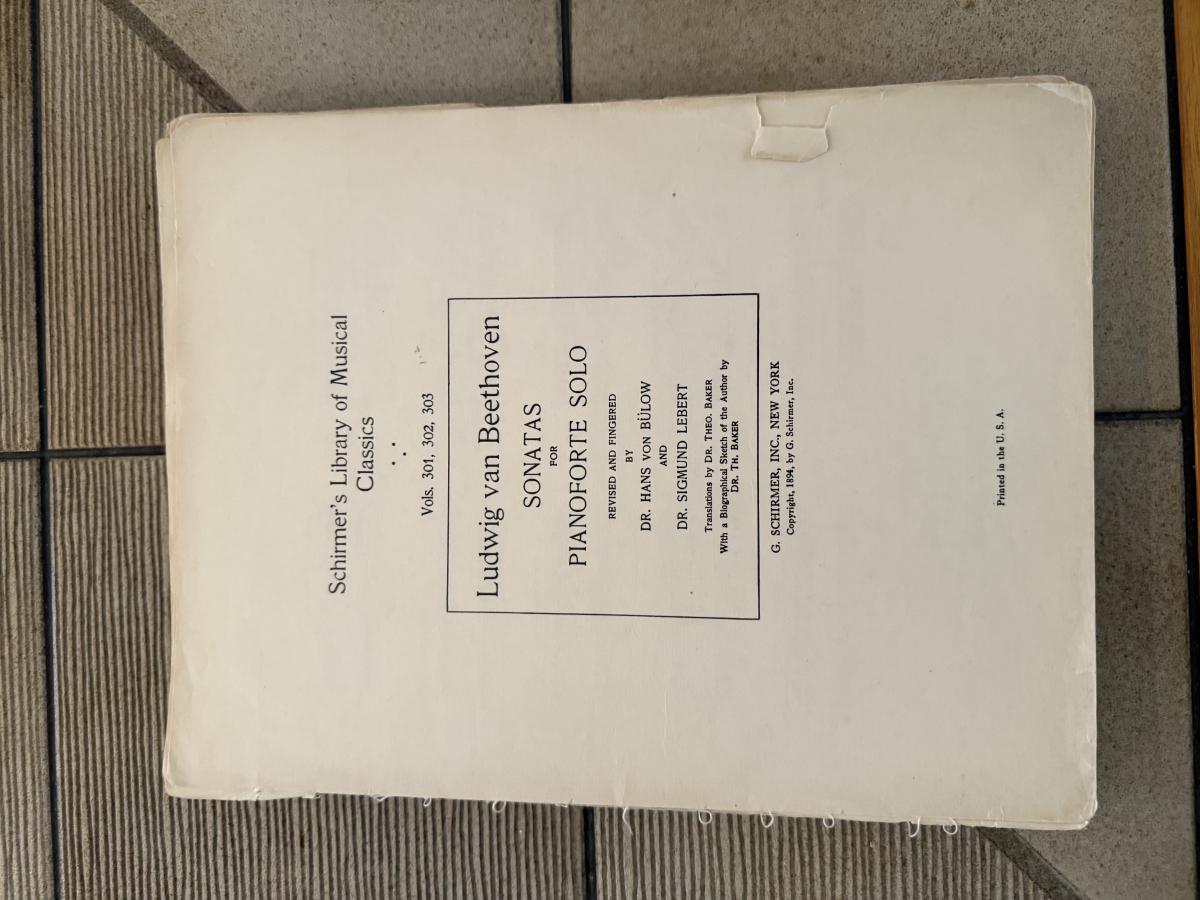 Schirmer's Library of Musical
Classics
Vols. 301, 302, 303
Ludwig van Beethoven
SONATAS
FOR
PIANOFORTE SOLO
REVISED AND FINGERED
BY
DR. HANS VON BÜLOW
AND
DR. SIGMUND LEBERT
Translations by DR. THEO. BAKER
With a Biographical Sketch of the Author by
DR. TH. BAKER
G. SCHIRMER, INC., NEW YORK
Copyright, 1894, by G. Schirmer, Inc.
Printed in the U. S. A.